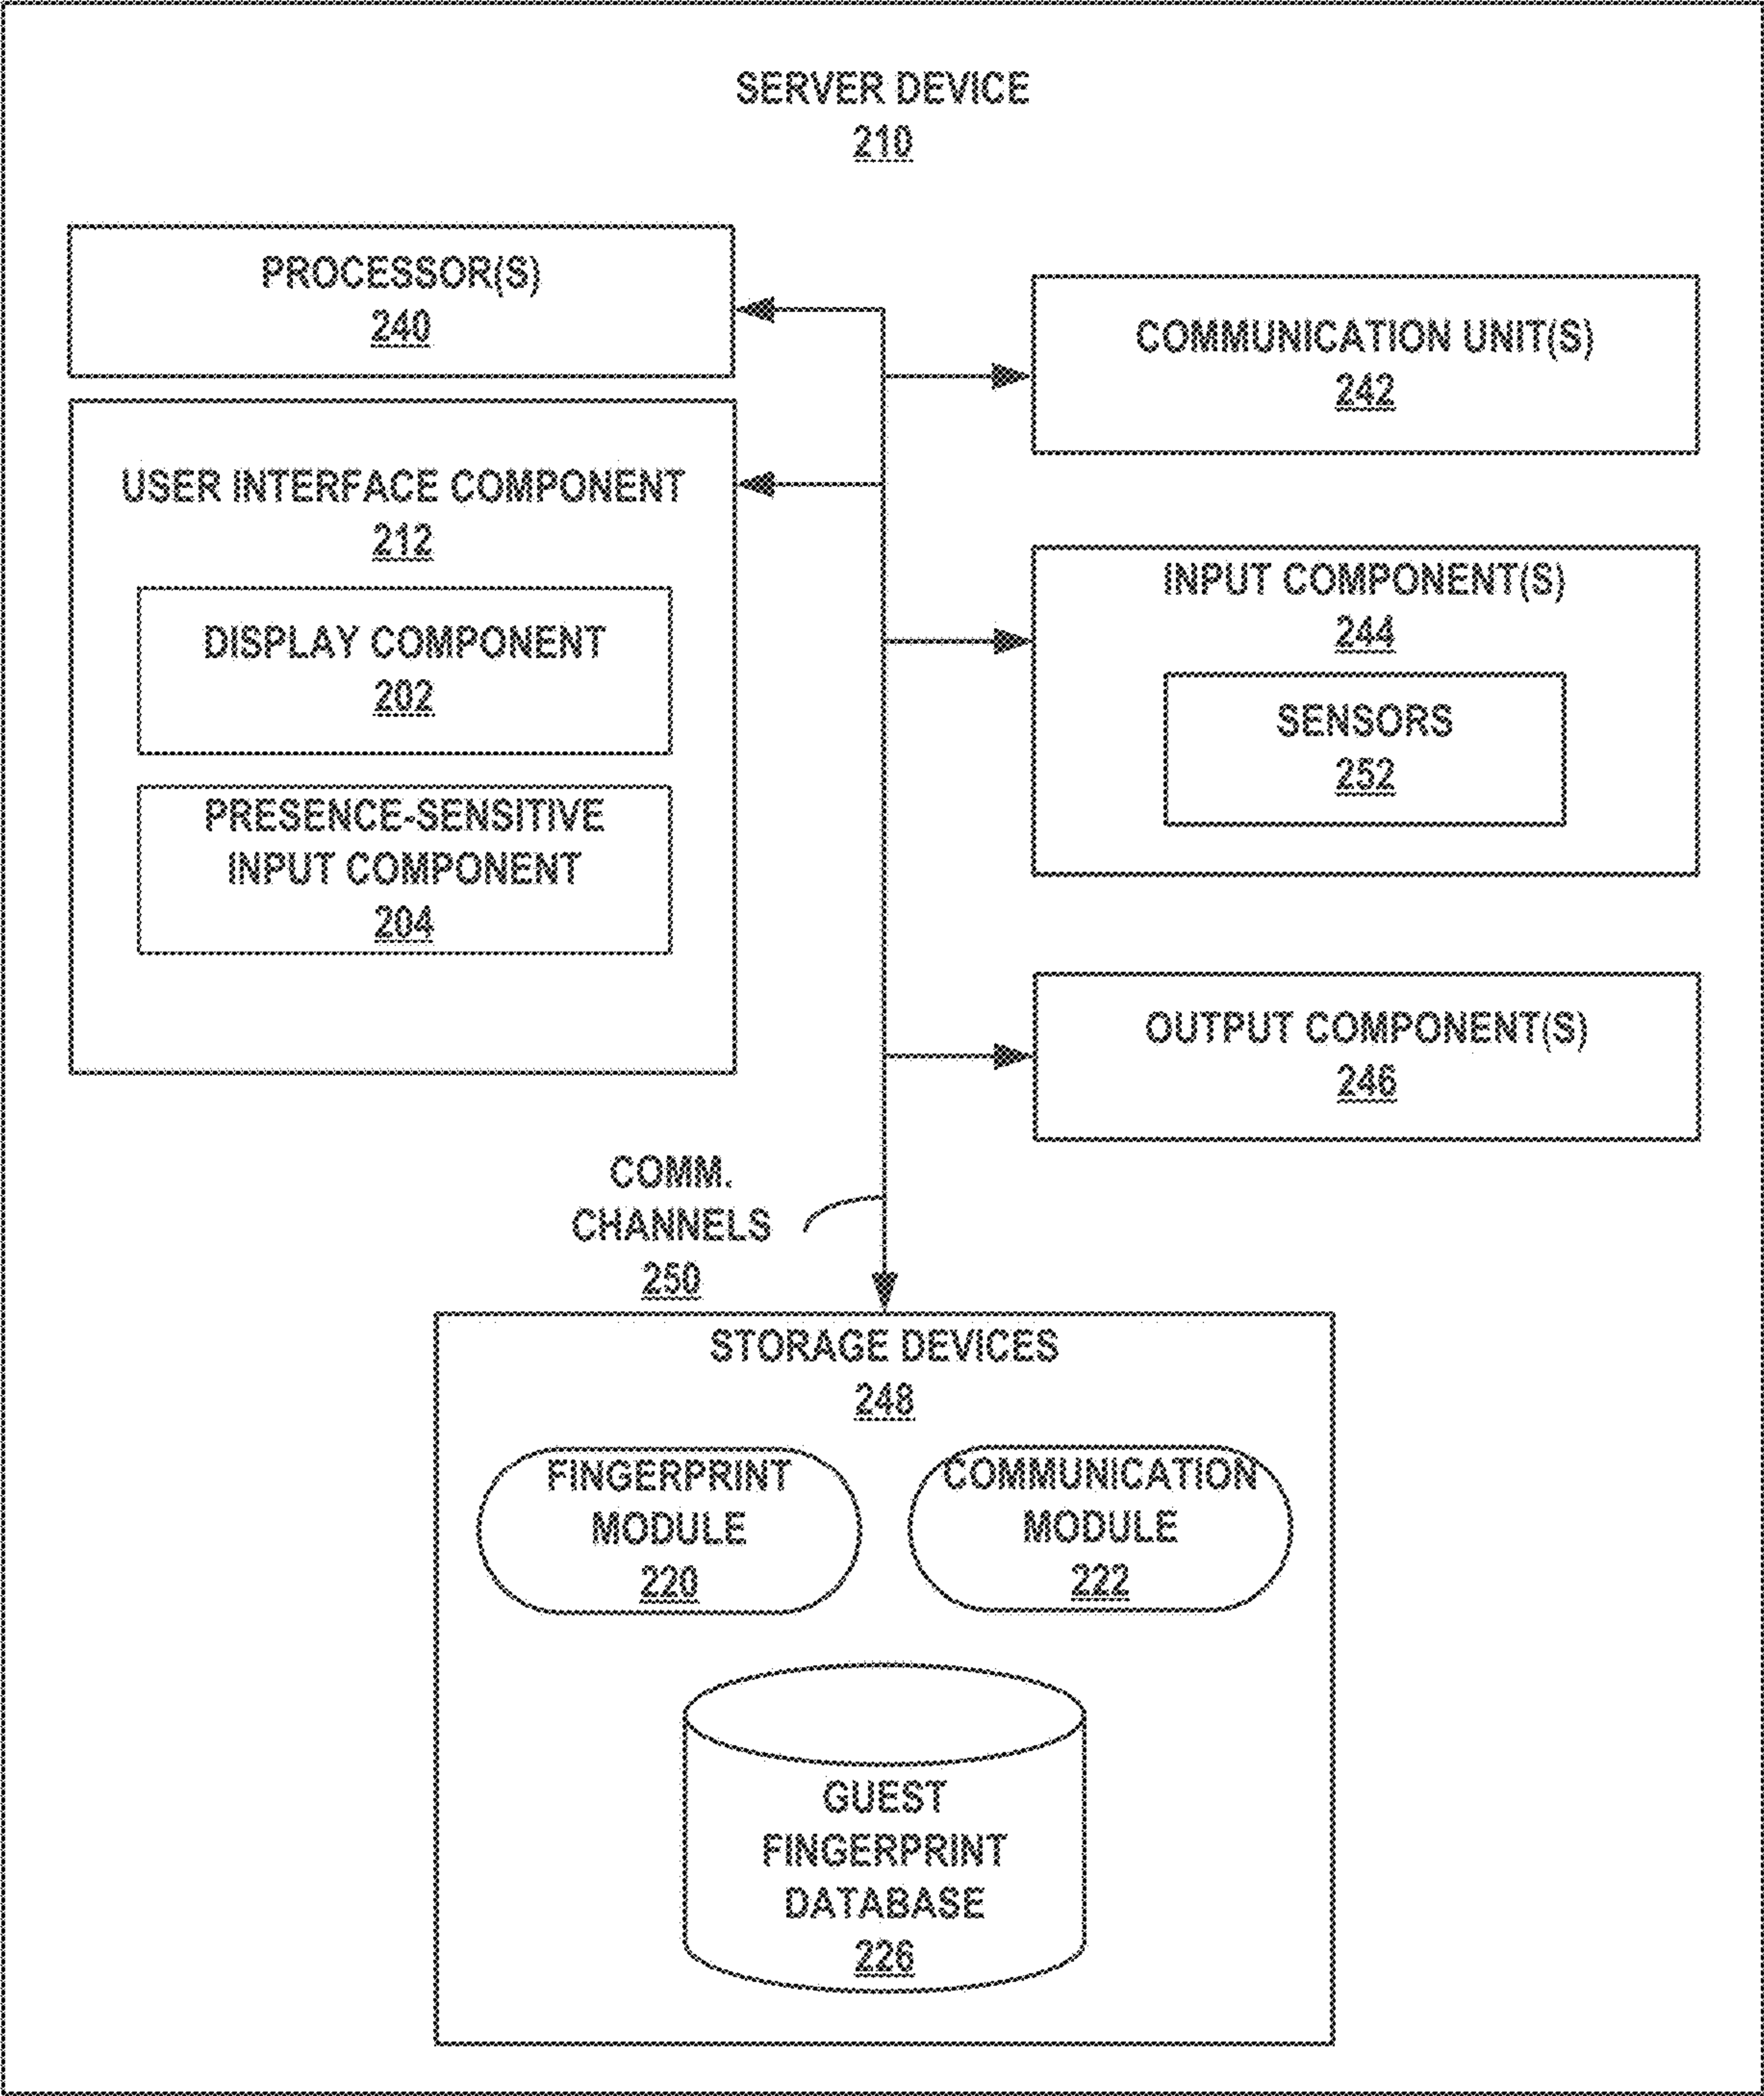 SERVER DEVICE
210
PROCESSOR(S)
240
COMMUNICATION UNIT(S)
242
USER INTERFACE COMPONENT
212
DISPLAY COMPONENT
202
PRESENCE-SENSITIVE
INPUT COMPONENT
204
INPUT COMPONENT(S)
244
SENSORS
252
OUTPUT COMPONENT(S)
246
COMM.
CHANNELS
250
STORAGE DEVICES
248
FINGERPRINT
MODULE
220
COMMUNICATION
MODULE
222
GUEST
FINGERPRINT
DATABASE
226